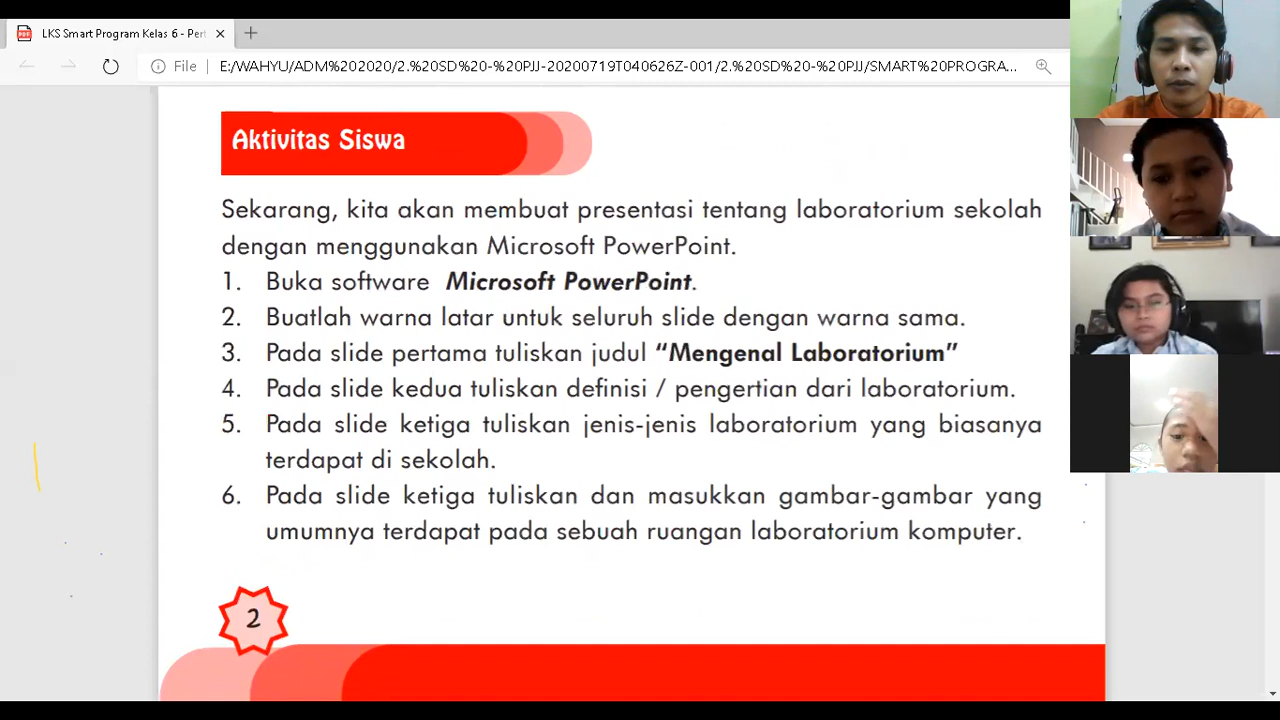 LKS Smart Program Kelas 6 - Pert
File
E:/WAHYU/ADM%202020/2.%20SD%20-%20PJJ-20200719T040626Z-001/2.%20SD%20-%20PJJ/SMART%20PROGRA...
Aktivitas Siswa
Sekarang, kita akan membuat presentasi tentang laboratorium sekolah
dengan menggunakan Microsoft PowerPoint.
1. Buka software Microsoft PowerPoint.
2. Buatlah warna latar untuk seluruh slide dengan warna sama.
3. Pada slide pertama tuliskan judul “Mengenal Laboratorium”
4. Pada slide kedua tuliskan definisi / pengertian dari laboratorium.
5. Pada slide ketiga tuliskan jenis-jenis laboratorium yang biasanya
terdapat di sekolah.
6. Pada slide ketiga tuliskan dan masukkan gambar-gambar yang
umumnya terdapat pada sebuah ruangan laboratorium komputer.
2